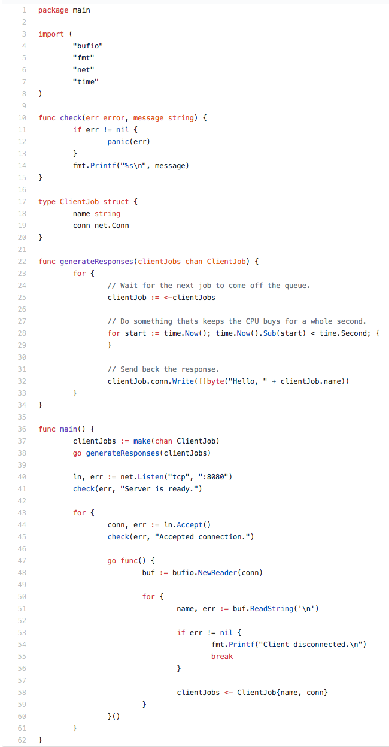 1 package main
2
3 import (
4 "bufio"
5 "fmt"
6 "net"
7 "time"
8 )
9
10 func check(err error, message string) {
11 if err != nil {
12 panic(err)
13 }
14 fmt.Printf("%s\n", message)
15 }
16
17 type ClientJob struct {
18 name string
19 conn net.Conn
20 }
21
22 func generateResponses(clientJobs chan ClientJob) {
23 for {
24 // Wait for the next job to come off the queue.
25 clientJob := <-clientJobs
26
27 // Do something thats keeps the CPU buys for a whole second.
28 for start := time.Now(); time.Now().Sub(start) < time.Second; {
29 }
30
31 // Send back the response.
32 clientJob.conn.Write([]byte("Hello, " + clientJob.name))
33 }
34 }
35
36 func main() {
37 clientJobs := make(chan ClientJob)
38 go generateResponses(clientJobs)
39
40 ln, err := net.Listen("tcp", ":8080")
41 check(err, "Server is ready.")
42
43 for {
44 conn, err := ln.Accept()
45 check(err, "Accepted connection.")
46
47 go func() {
48 buf := bufio.NewReader(conn)
49
50 for {
51 name, err := buf.ReadString('\n')
52
53 if err != nil {
54 fmt.Printf("Client disconnected.\n")
55 break
56 }
57
58 clientJobs <- ClientJob{name, conn}
59 }
60 }()
61 }
62 }